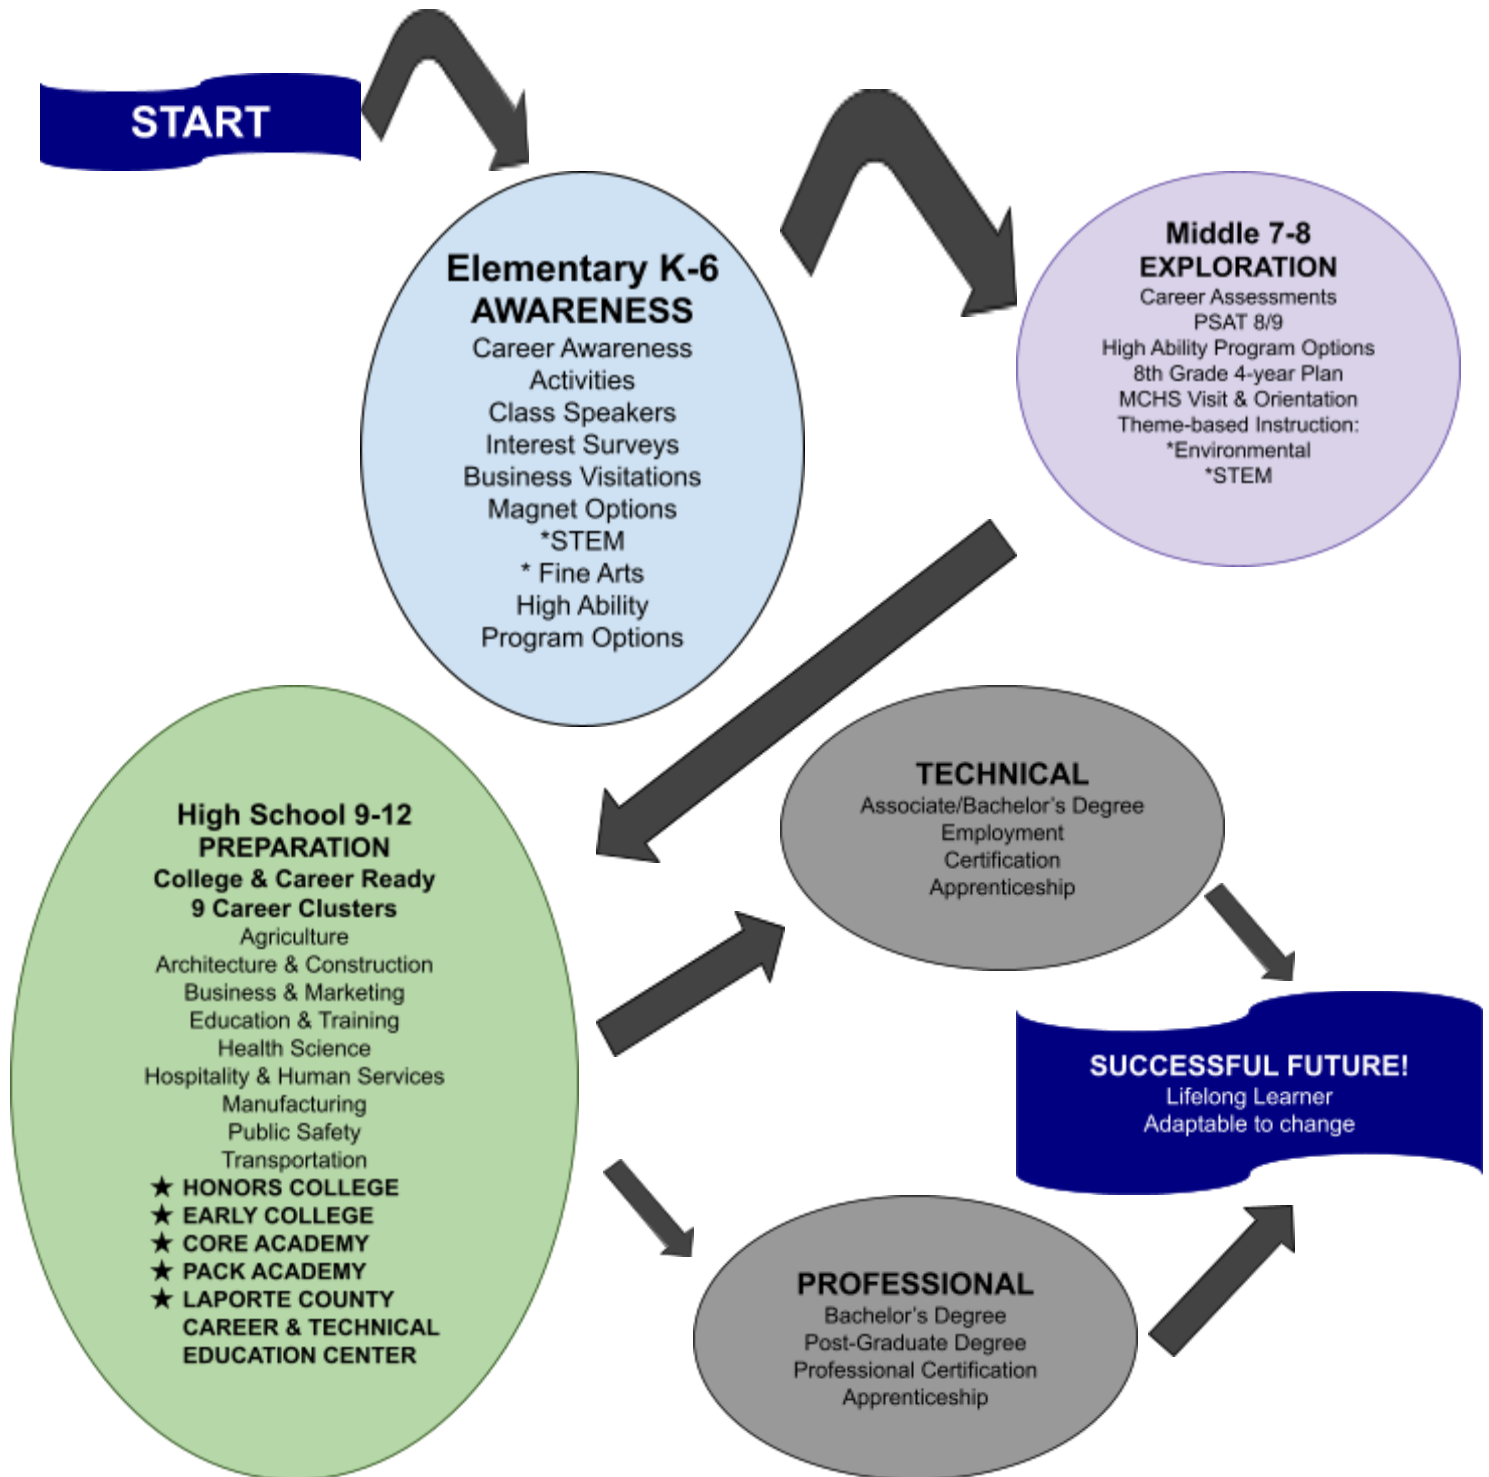 START
Elementary K-6
AWARENESS
Career Awareness
Activities
Class Speakers
Interest Surveys
Business Visitations
Magnet Options
*STEM
* Fine Arts
High Ability
Program Options
Middle 7-8
EXPLORATION
Career Assessments
PSAT 8/9
High Ability Program Options
8th Grade 4-year Plan
MCHS Visit & Orientation
Theme-based Instruction:
*Environmental
*STEM
High School 9-12
PREPARATION
College & Career Ready
9 Career Clusters
Agriculture
Architecture & Construction
Business & Marketing
Education & Training
Health Science
Hospitality & Human Services
Manufacturing
Public Safety
Transportation
★ HONORS COLLEGE
★ EARLY COLLEGE
★ CORE ACADEMY
★ PACK ACADEMY
★ LAPORTE COUNTY
CAREER & TECHNICAL
EDUCATION CENTER
TECHNICAL
Associate/Bachelor's Degree
Employment
Certification
Apprenticeship
PROFESSIONAL
Bachelor's Degree
Post-Graduate Degree
Professional Certification
Apprenticeship
SUCCESSFUL FUTURE!
Lifelong Learner
Adaptable to change